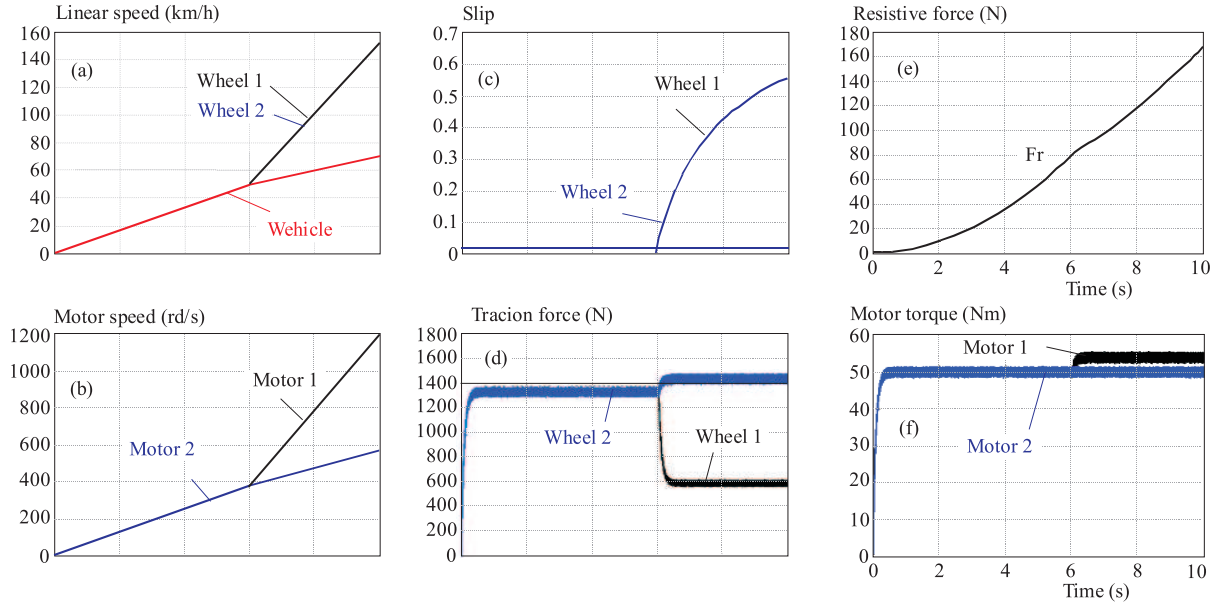 Linear speed (km/h)
160
140
120
100
80
60
40
20
0
(a)
Wheel 1
Wheel 2
Wehicle
Slip
0.7
0.6
0.5
0.4
0.3
0.2
0.1
0
(c)
Wheel 1
Wheel 2
Resistive force (N)
180
160
140
120
100
80
60
40
20
0
(e)
Fr
0 2 4 6 8 10
Time (s)
Motor speed (rd/s)
1200
1000
800
600
400
200
0
(b)
Motor 1
Motor 2
Tracion force (N)
1800
1600
1400
1200
1000
800
600
400
200
0
(d)
Wheel 2
Wheel 1
Motor torque (Nm)
60
50
40
30
20
10
0
Motor 1
(f)
Motor 2
0 2 4 6 8 10
Time (s)